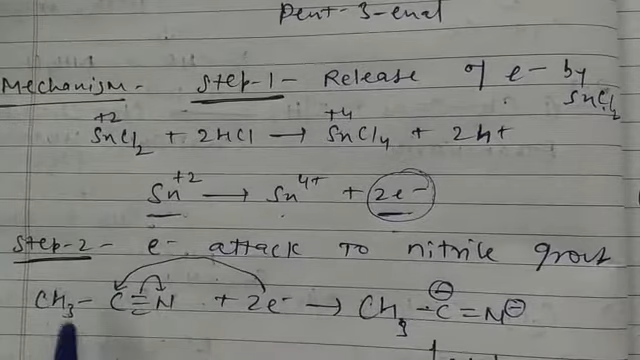 Pent-3-enal
Mechanism- Step-1- Release of e- by SnCl2
+2 +4
SnCl2 + 2HCl → SnCl4 + 2H+
Sn+2 → Sn4+ + 2e-
Step-2- e- attack to nitrile group
CH3-C≡N + 2e- → CH3-C⊖=N⊖